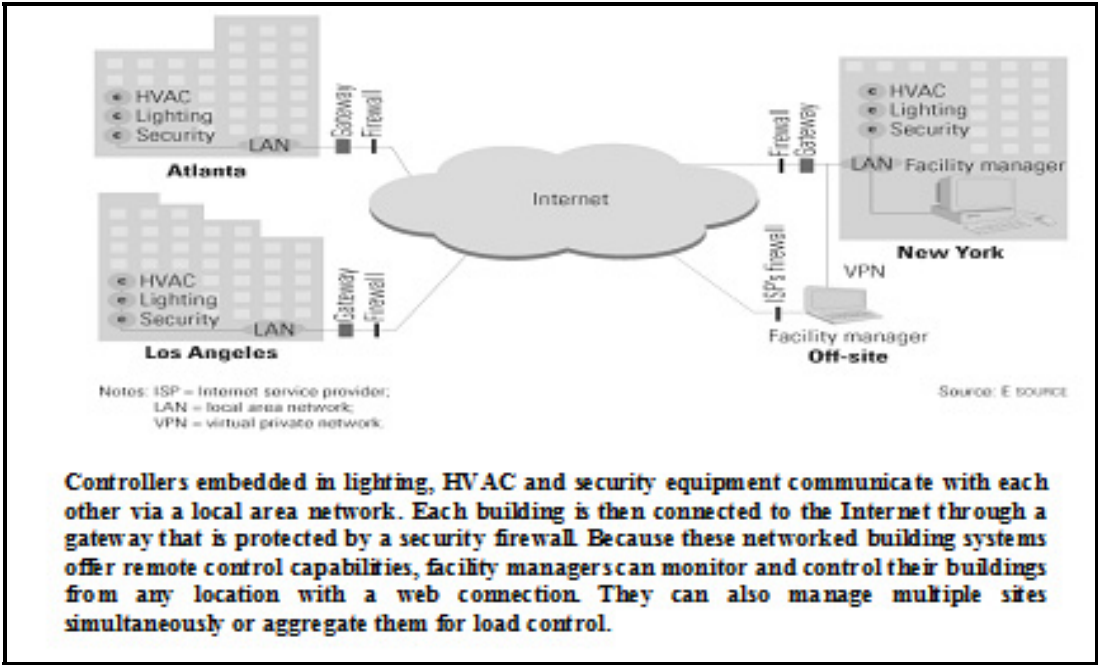 HVAC
Lighting
Security
LAN
Atlanta
Gateway
Firewall
HVAC
Lighting
Security
LAN
Los Angeles
Gateway
Firewall
Internet
Firewall
Gateway
HVAC
Lighting
Security
LAN Facility manager
New York
VPN
ISP's firewall
Facility manager
Off-site
Notes: ISP = Internet service provider;
LAN = local area network;
VPN = virtual private network.
Source: E SOURCE
Controllers embedded in lighting, HVAC and security equipment communicate with each
other via a local area network. Each building is then connected to the Internet through a
gateway that is protected by a security firewall. Because these networked building systems
offer remote control capabilities, facility managers can monitor and control their buildings
from any location with a web connection. They can also manage multiple sites
simultaneously or aggregate them for load control.